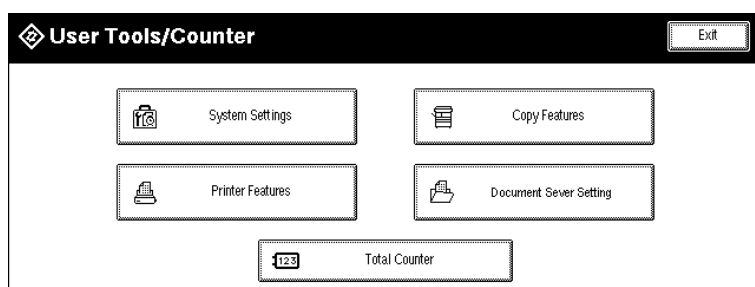 User Tools/Counter
Exit
System Settings
Copy Features
Printer Features
Document Sever Setting
123
Total Counter